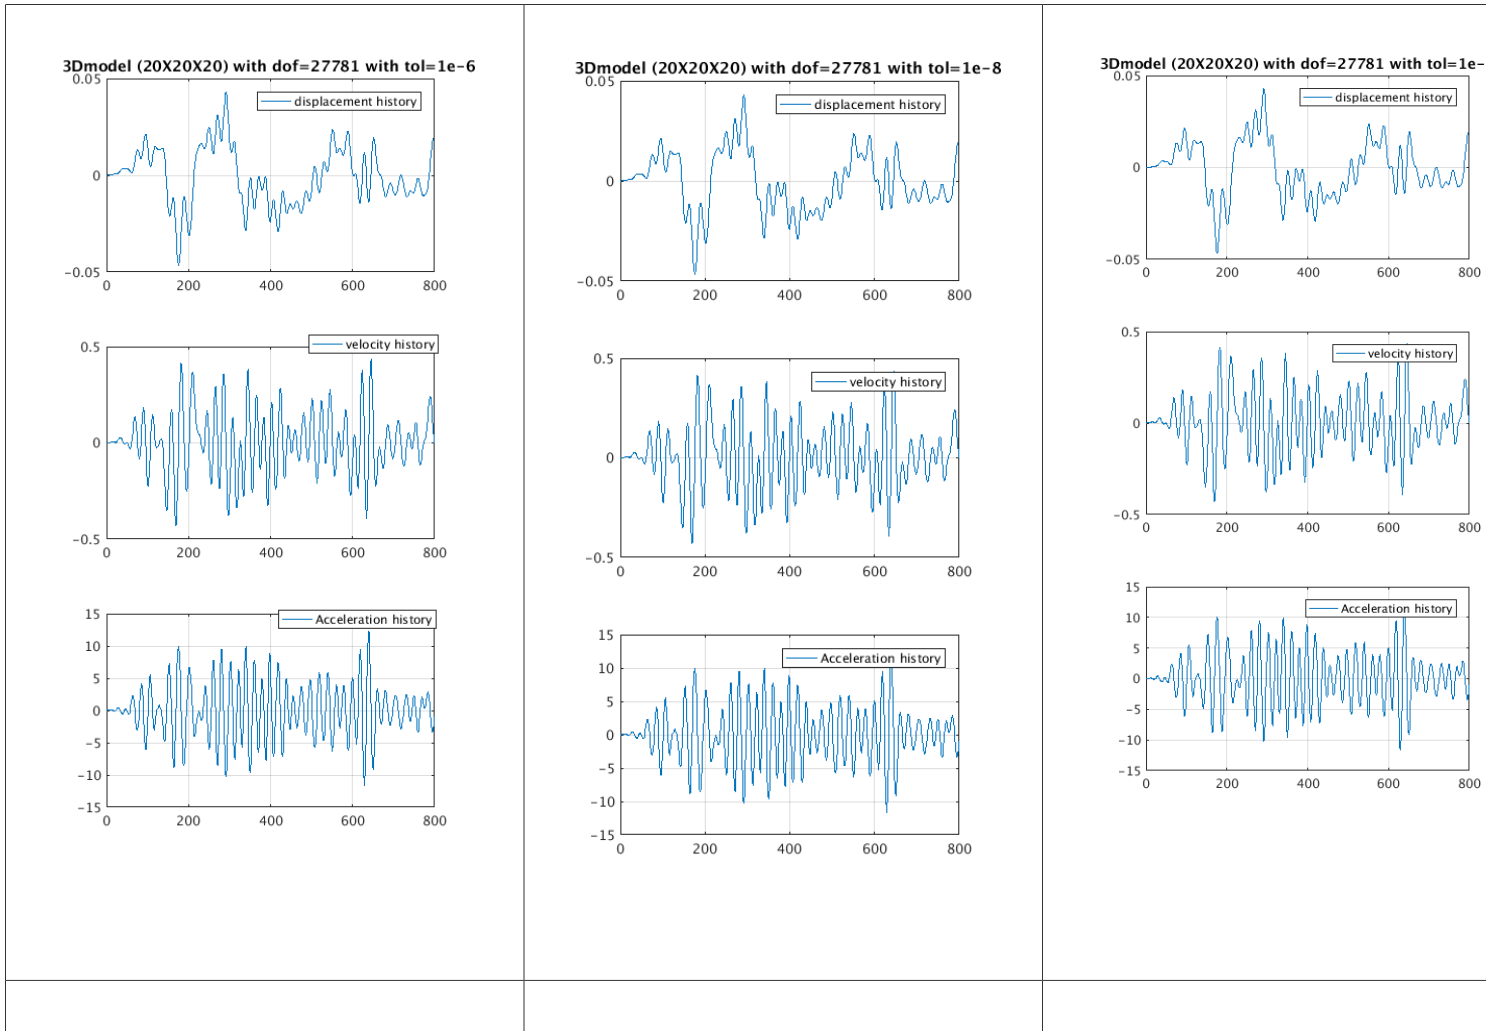 3Dmodel (20X20X20) with dof=27781 with tol=1e-6
0.05
displacement history
0
−0.05
0 200 400 600 800
0.5
velocity history
0
−0.5
0 200 400 600 800
15
Acceleration history
10
5
0
−5
−10
−15
0 200 400 600 800
3Dmodel (20X20X20) with dof=27781 with tol=1e-8
0.05
displacement history
0
−0.05
0 200 400 600 800
0.5
velocity history
0
−0.5
0 200 400 600 800
15
Acceleration history
10
5
0
−5
−10
−15
0 200 400 600 800
3Dmodel (20X20X20) with dof=27781 with tol=1e-
0.05
displacement history
0
−0.05
0 200 400 600 800
0.5
velocity history
0
−0.5
0 200 400 600 800
15
Acceleration history
10
5
0
−5
−10
−15
0 200 400 600 800